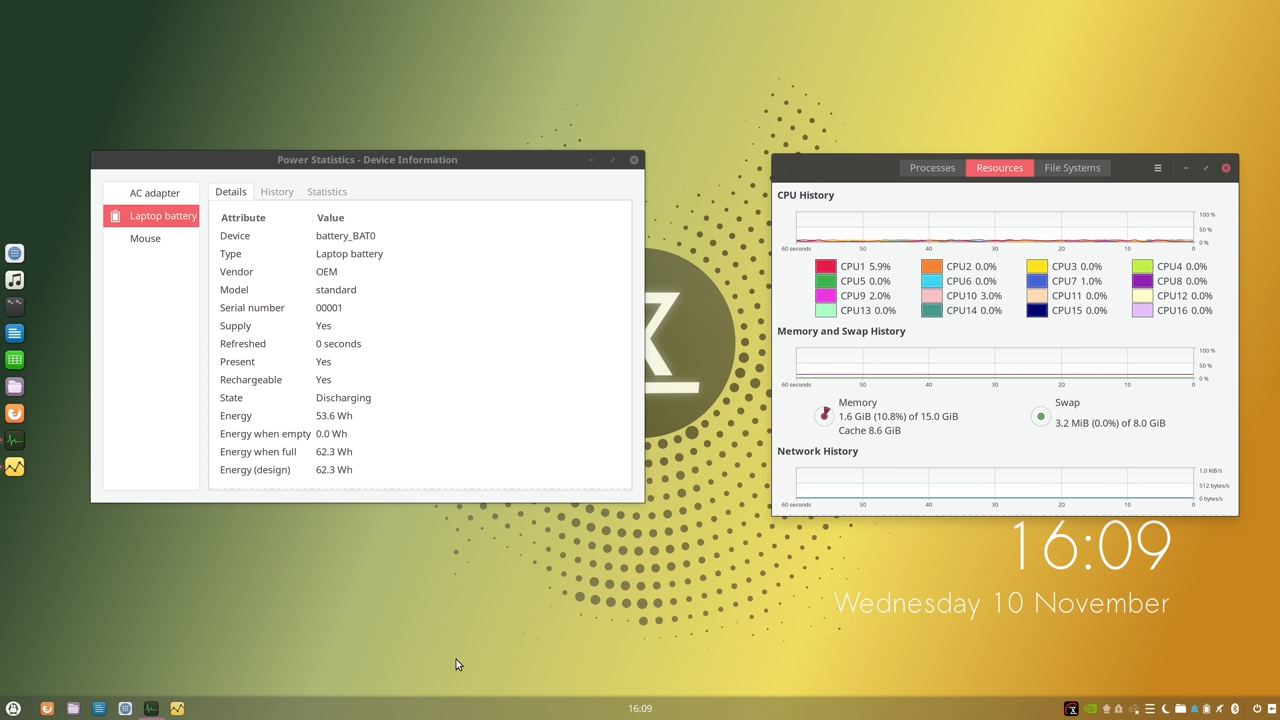 Power Statistics - Device Information
AC adapter
Laptop battery
Mouse
Details History Statistics
Attribute Value
Device battery_BAT0
Type Laptop battery
Vendor OEM
Model standard
Serial number 00001
Supply Yes
Refreshed 0 seconds
Present Yes
Rechargeable Yes
State Discharging
Energy 53.6 Wh
Energy when empty 0.0 Wh
Energy when full 62.3 Wh
Energy (design) 62.3 Wh
Processes Resources File Systems
CPU History
100 %
50 %
0 %
60 seconds 50 40 30 20 10 0
CPU1 5.9% CPU2 0.0% CPU3 0.0% CPU4 0.0%
CPU5 0.0% CPU6 0.0% CPU7 1.0% CPU8 0.0%
CPU9 2.0% CPU10 3.0% CPU11 0.0% CPU12 0.0%
CPU13 0.0% CPU14 0.0% CPU15 0.0% CPU16 0.0%
Memory and Swap History
100 %
50 %
0 %
60 seconds 50 40 30 20 10 0
Memory
1.6 GiB (10.8%) of 15.0 GiB
Cache 8.6 GiB
Swap
3.2 MiB (0.0%) of 8.0 GiB
Network History
1.0 KiB/s
512 bytes/s
0 bytes/s
60 seconds 50 40 30 20 10 0
16:09
Wednesday 10 November
16:09